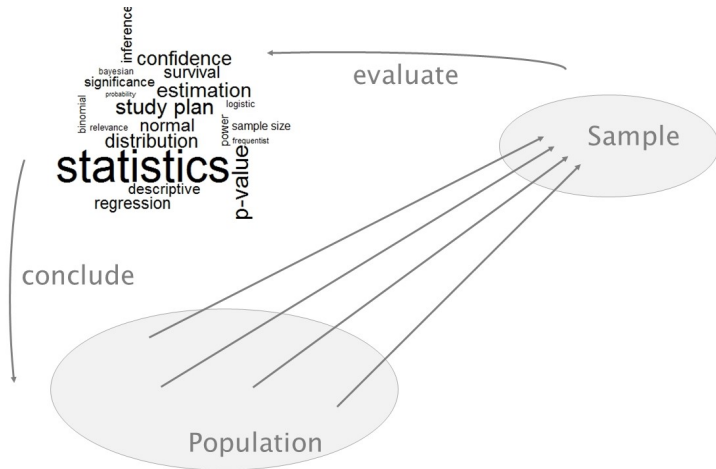 inference
confidence
bayesian
survival
significance
probability
estimation
binomial
study plan
logistic
relevance
normal
power
sample size
distribution
frequentist
statistics
p-value
descriptive
regression
evaluate
Sample
conclude
Population